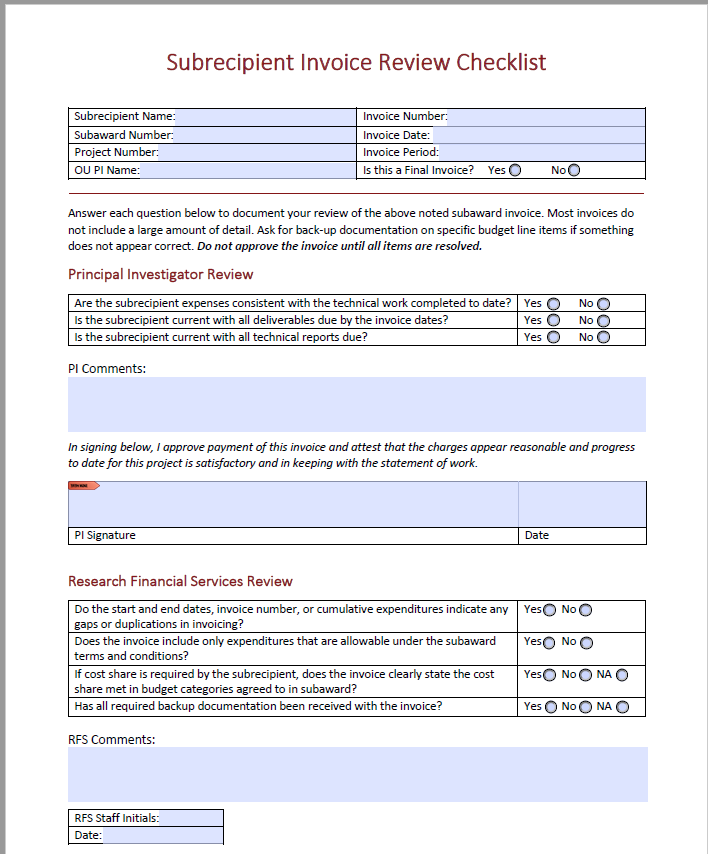 Subrecipient Invoice Review Checklist
Subrecipient Name: Invoice Number:
Subaward Number: Invoice Date:
Project Number: Invoice Period:
OU PI Name: Is this a Final Invoice? Yes No
Answer each question below to document your review of the above noted subaward invoice. Most invoices do
not include a large amount of detail. Ask for back-up documentation on specific budget line items if something
does not appear correct. Do not approve the invoice until all items are resolved.
Principal Investigator Review
Are the subrecipient expenses consistent with the technical work completed to date? Yes No
Is the subrecipient current with all deliverables due by the invoice dates? Yes No
Is the subrecipient current with all technical reports due? Yes No
PI Comments:
In signing below, I approve payment of this invoice and attest that the charges appear reasonable and progress
to date for this project is satisfactory and in keeping with the statement of work.
PI Signature Date
Research Financial Services Review
Do the start and end dates, invoice number, or cumulative expenditures indicate any Yes No
gaps or duplications in invoicing?
Does the invoice include only expenditures that are allowable under the subaward Yes No
terms and conditions?
If cost share is required by the subrecipient, does the invoice clearly state the cost Yes No NA
share met in budget categories agreed to in subaward?
Has all required backup documentation been received with the invoice? Yes No NA
RFS Comments:
RFS Staff Initials:
Date: